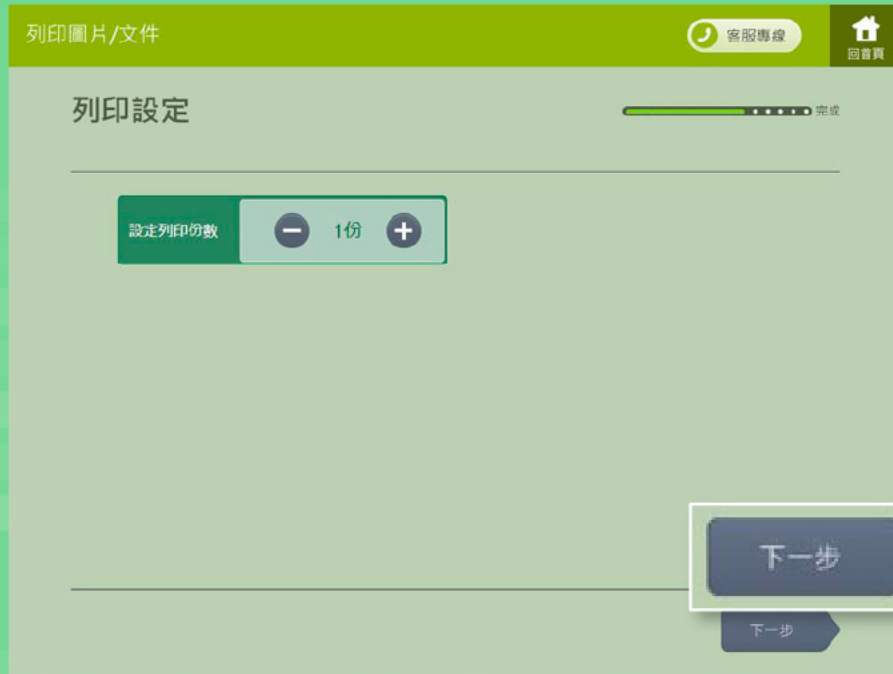 列印圖片/文件
客服專線
回首頁
列印設定
完成
設定列印份數
1份
下一步
下一步